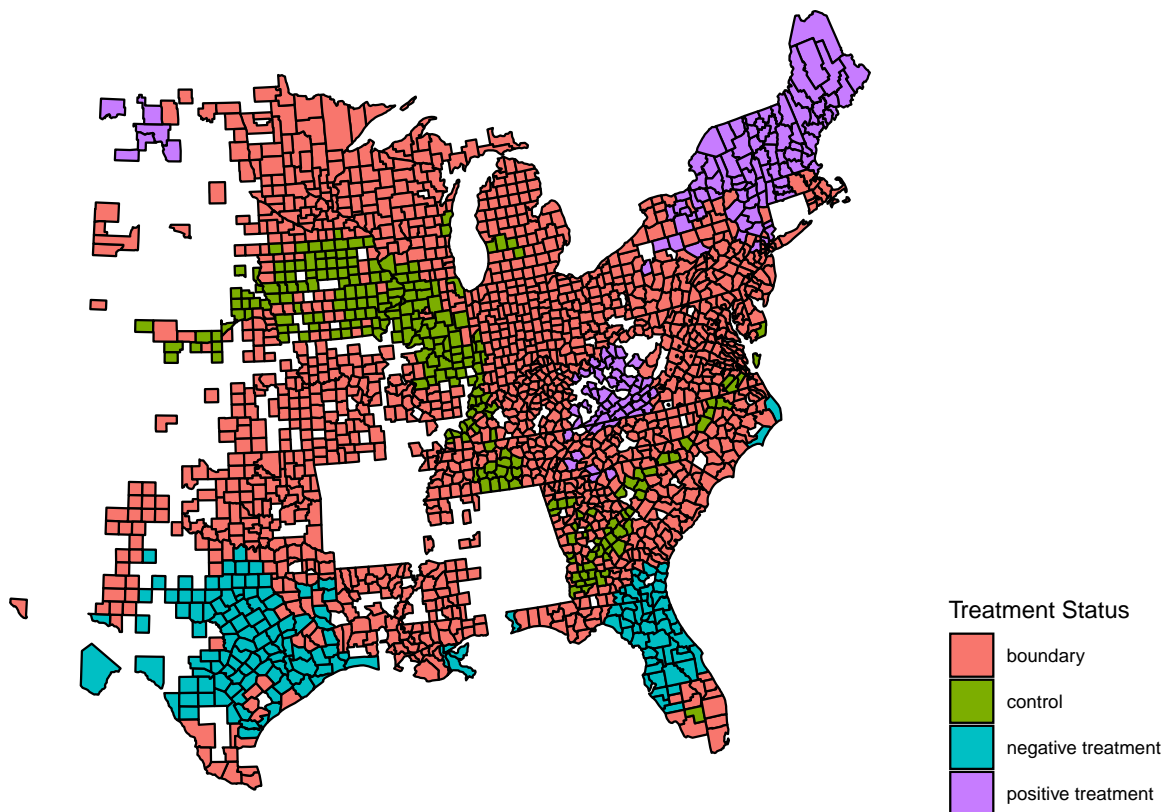 Treatment Status
boundary
control
negative treatment
positive treatment